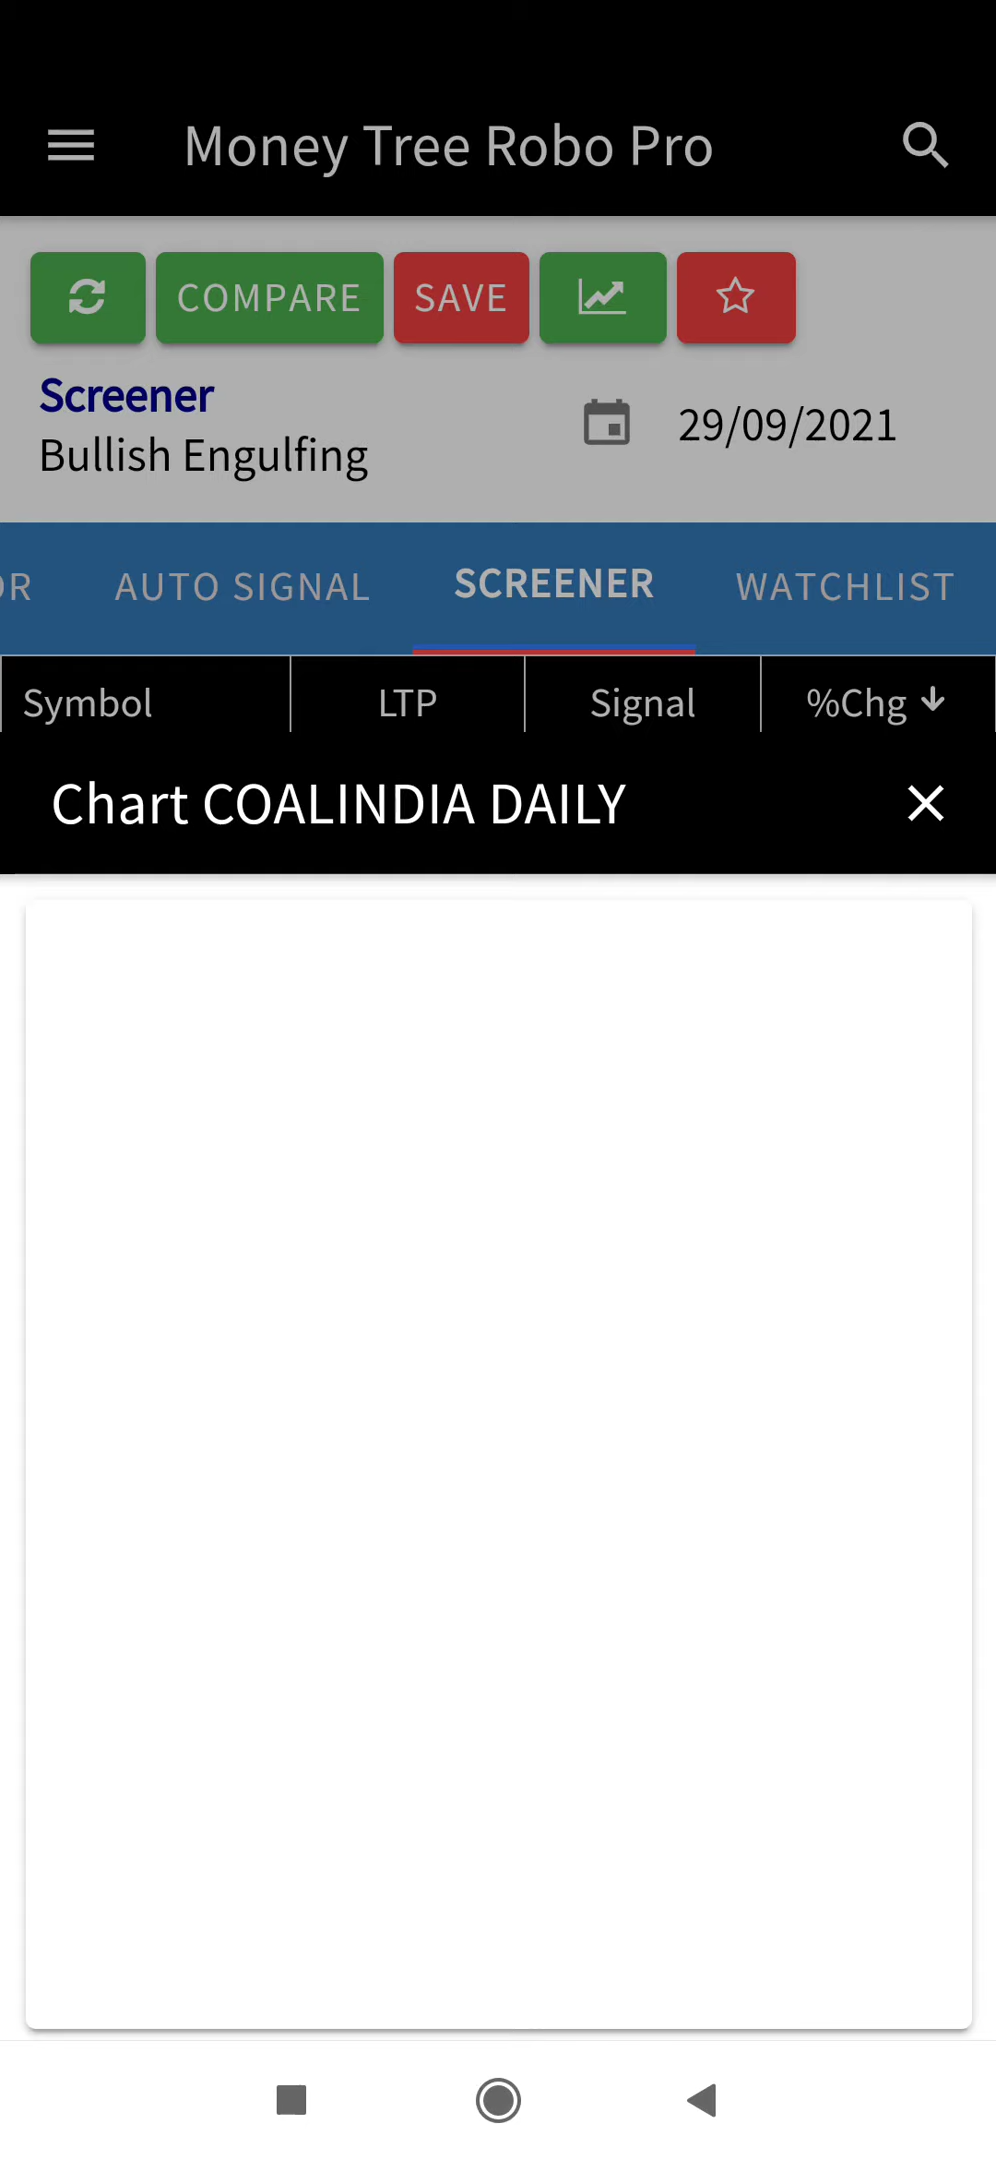 Money Tree Robo Pro
COMPARE SAVE
Screener
Bullish Engulfing
29/09/2021
OR AUTO SIGNAL SCREENER WATCHLIST
Symbol LTP Signal %Chg
Chart COALINDIA DAILY